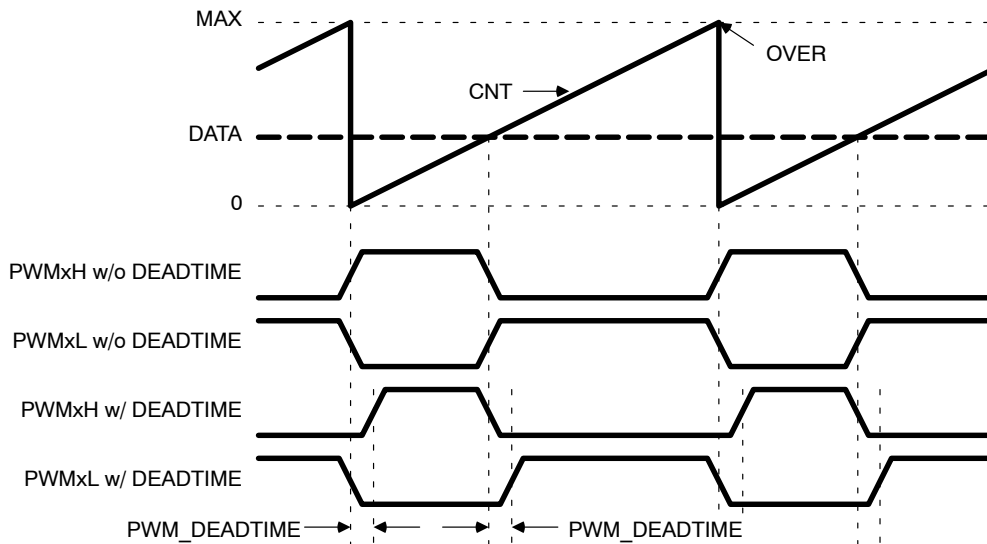 MAX
OVER
CNT
DATA
0
PWMxH w/o DEADTIME
PWMxL w/o DEADTIME
PWMxH w/ DEADTIME
PWMxL w/ DEADTIME
PWM_DEADTIME PWM_DEADTIME